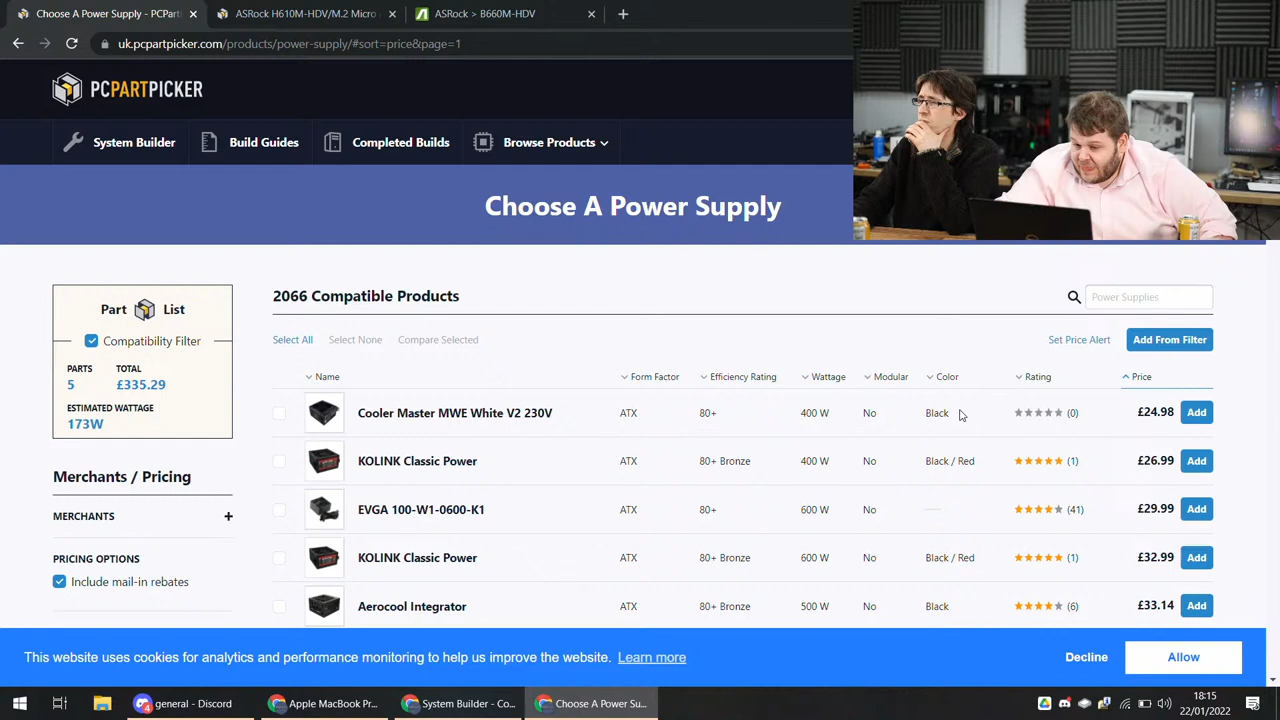 Choose A Power Supply - PCPart
ASRock H610M-HDV/M.2 Micro
ASRock > B660M-HDV
uk.pcpartpicker.com/products/power-supply/#sort=price&page=1
PCPARTPICKER
System Builder
Build Guides
Completed Builds
Browse Products
Choose A Power Supply
Part List
Compatibility Filter
PARTS
TOTAL
5
£335.29
ESTIMATED WATTAGE
173W
Merchants / Pricing
MERCHANTS +
PRICING OPTIONS
Include mail-in rebates
2066 Compatible Products
Power Supplies
Select All
Select None
Compare Selected
Set Price Alert
Add From Filter
Name Form Factor Efficiency Rating Wattage Modular Color Rating Price
Cooler Master MWE White V2 230V ATX 80+ 400 W No Black (0) £24.98 Add
KOLINK Classic Power ATX 80+ Bronze 400 W No Black / Red (1) £26.99 Add
EVGA 100-W1-0600-K1 ATX 80+ 600 W No (41) £29.99 Add
KOLINK Classic Power ATX 80+ Bronze 600 W No Black / Red (1) £32.99 Add
Aerocool Integrator ATX 80+ Bronze 500 W No Black (6) £33.14 Add
This website uses cookies for analytics and performance monitoring to help us improve the website. Learn more
Decline
Allow
general - Discord
Apple MacBook P...
System Builder - C...
Choose A Power Su...
18:15
22/01/2022